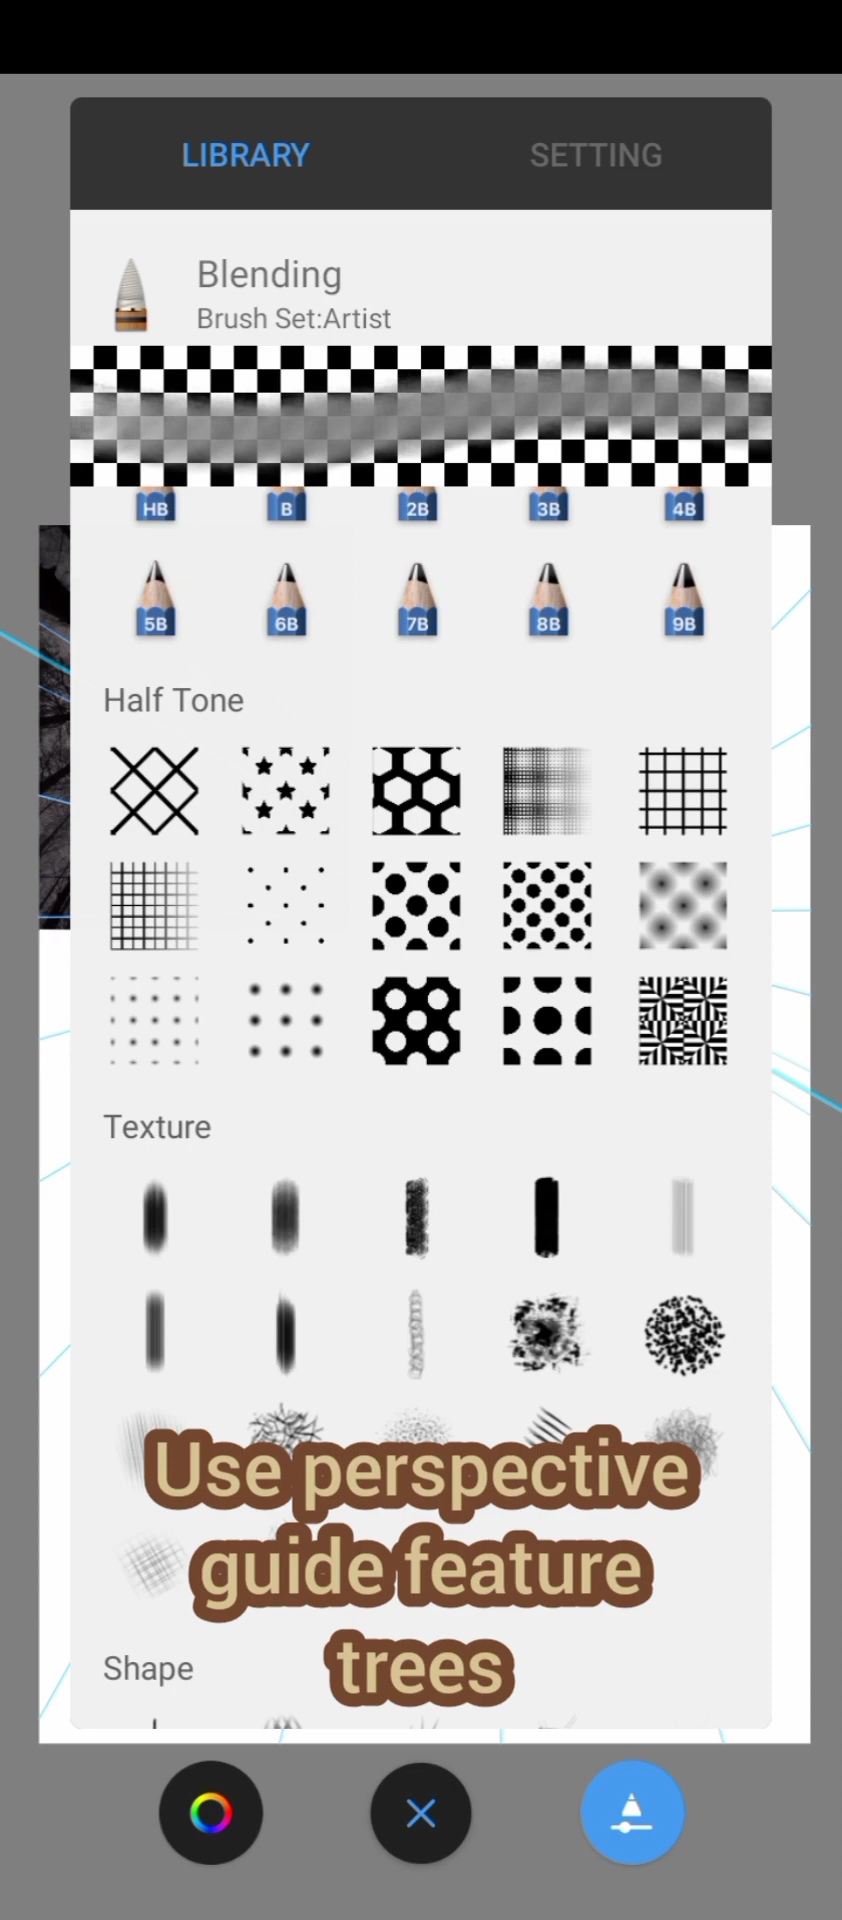 LIBRARY SETTING
Blending
Brush Set:Artist
HB B 2B 3B 4B
5B 6B 7B 8B 9B
Half Tone
Texture
Use perspective
guide feature
trees
Shape